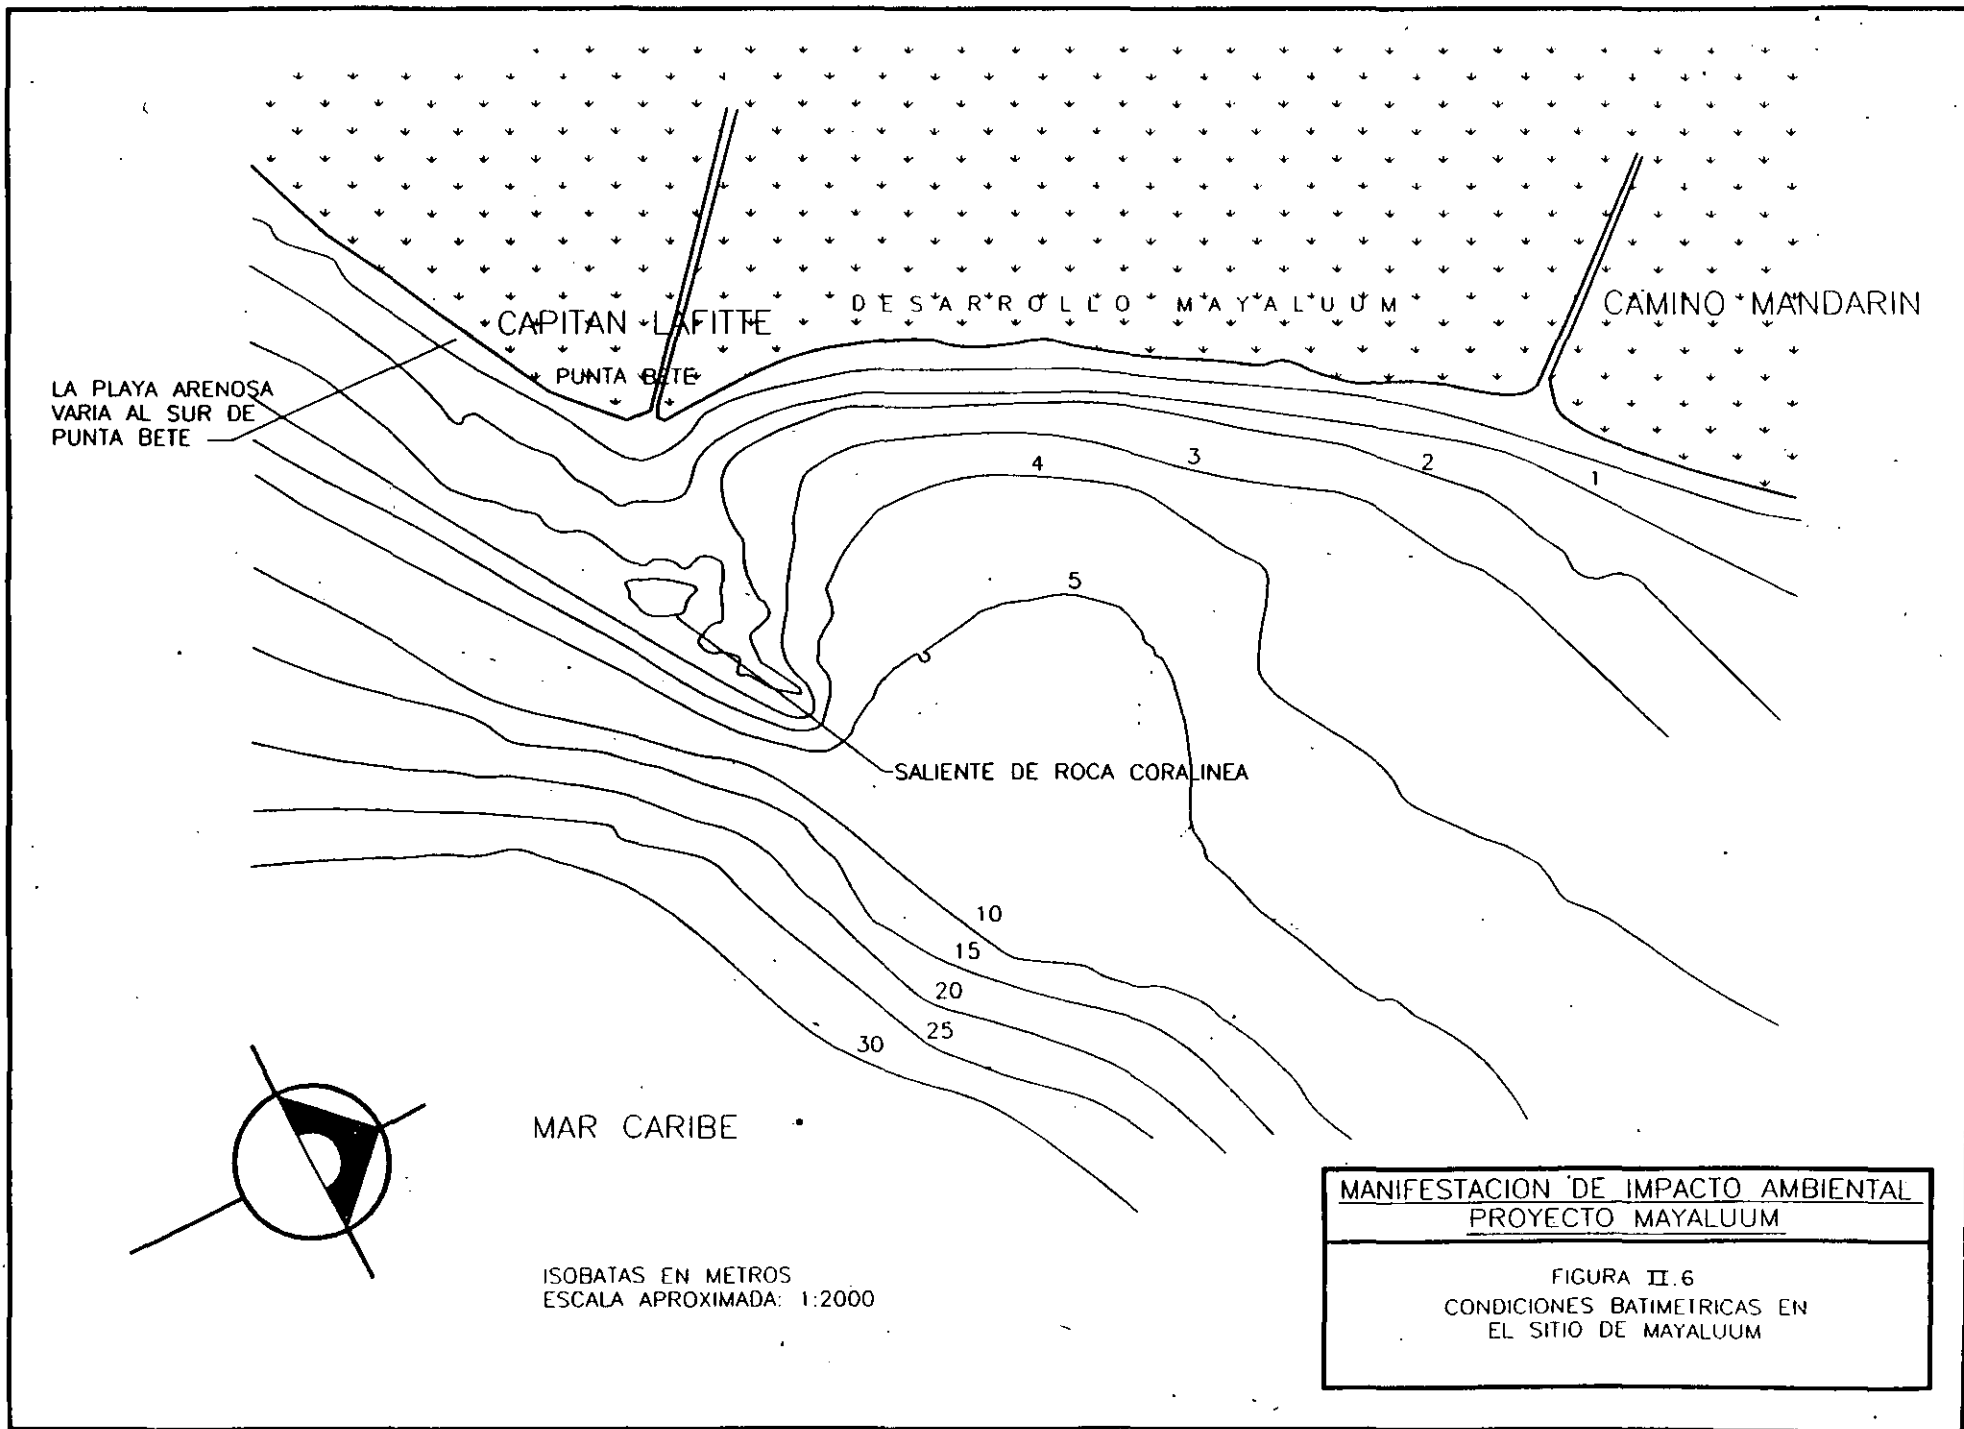 DESARROLLO MAYALUUM
CAPITAN LAFITTE
CAMINO MANDARIN
PUNTA BETE
LA PLAYA ARENOSA
VARIA AL SUR DE
PUNTA BETE
1
2
3
4
5
SALIENTE DE ROCA CORALINEA
10
15
20
25
30
MAR CARIBE
ISOBATAS EN METROS
ESCALA APROXIMADA: 1:2000
MANIFESTACION DE IMPACTO AMBIENTAL
PROYECTO MAYALUUM
FIGURA II.6
CONDICIONES BATIMETRICAS EN
EL SITIO DE MAYALUUM